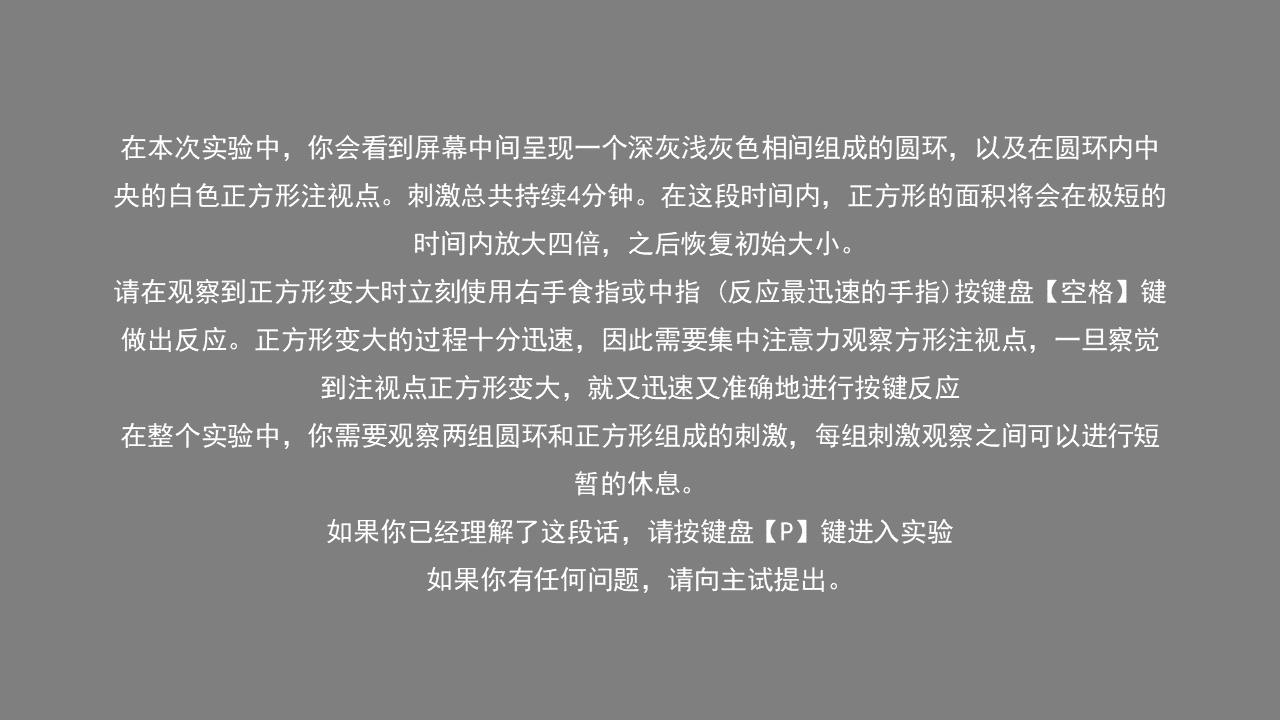 在本次实验中，你会看到屏幕中间呈现一个深灰浅灰色相间组成的圆环，以及在圆环内中
央的白色正方形注视点。刺激总共持续4分钟。在这段时间内，正方形的面积将会在极短的
时间内放大四倍，之后恢复初始大小。
请在观察到正方形变大时立刻使用右手食指或中指 (反应最迅速的手指)按键盘【空格】键
做出反应。正方形变大的过程十分迅速，因此需要集中注意力观察方形注视点，一旦察觉
到注视点正方形变大，就又迅速又准确地进行按键反应
在整个实验中，你需要观察两组圆环和正方形组成的刺激，每组刺激观察之间可以进行短
暂的休息。
如果你已经理解了这段话，请按键盘【P】键进入实验
如果你有任何问题，请向主试提出。